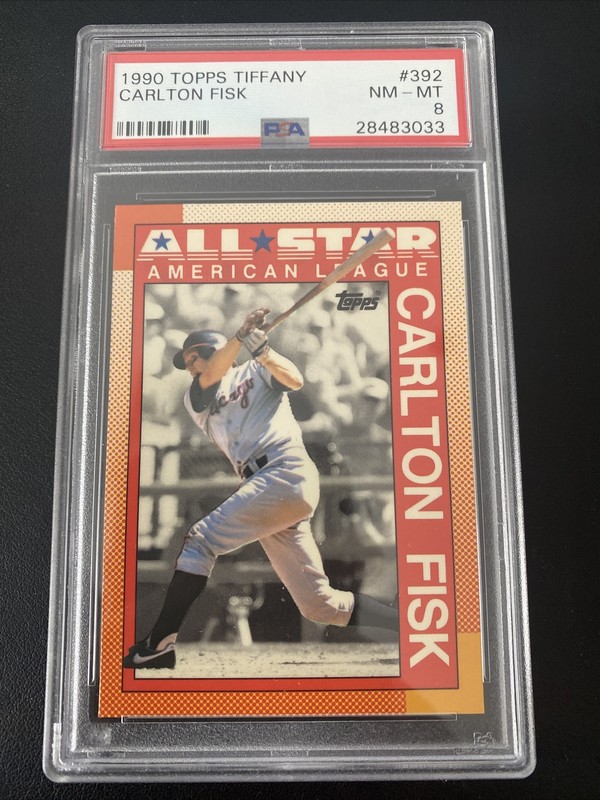 1990 TOPPS TIFFANY #392
CARLTON FISK NM - MT
8
PSA 28483033
ALL★STAR
AMERICAN LEAGUE
topps
CARLTON FISK